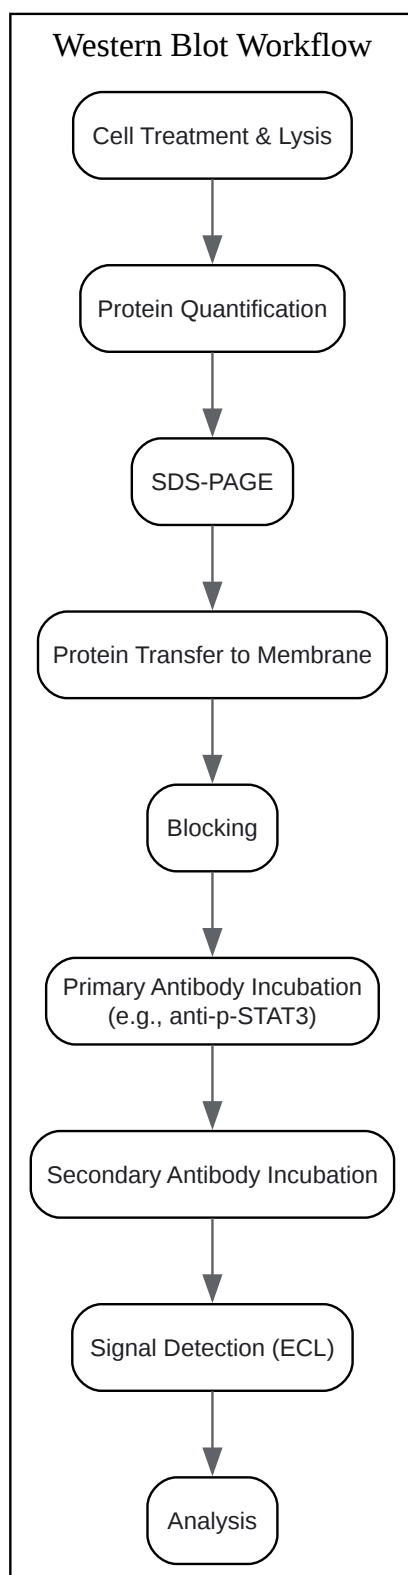 Western Blot Workflow
Cell Treatment & Lysis
Protein Quantification
SDS-PAGE
Protein Transfer to Membrane
Blocking
Primary Antibody Incubation
(e.g., anti-p-STAT3)
Secondary Antibody Incubation
Signal Detection (ECL)
Analysis